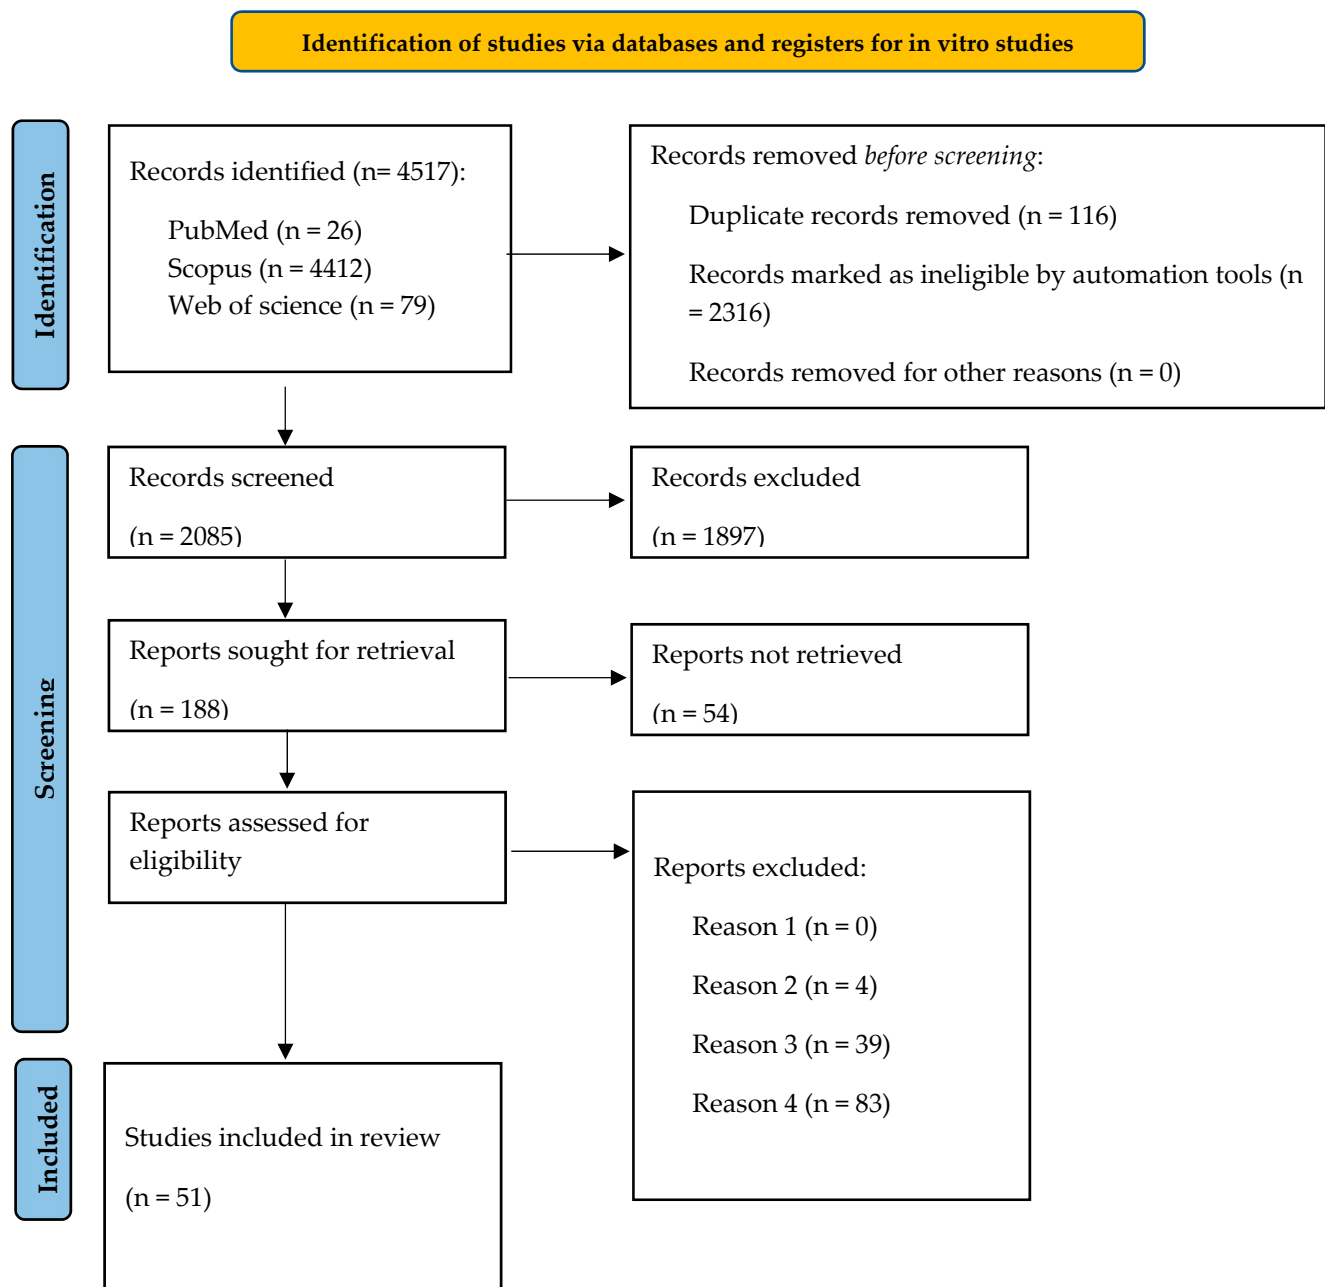 Identification of studies via databases and registers for in vitro studies
Identification
Records identified (n= 4517):
PubMed (n = 26)
Scopus (n = 4412)
Web of science (n = 79)
Records removed before screening:
Duplicate records removed (n = 116)
Records marked as ineligible by automation tools (n
= 2316)
Records removed for other reasons (n = 0)
Screening
Records screened
(n = 2085)
Records excluded
(n = 1897)
Reports sought for retrieval
(n = 188)
Reports not retrieved
(n = 54)
Reports assessed for
eligibility
Reports excluded:
Reason 1 (n = 0)
Reason 2 (n = 4)
Reason 3 (n = 39)
Reason 4 (n = 83)
Included
Studies included in review
(n = 51)